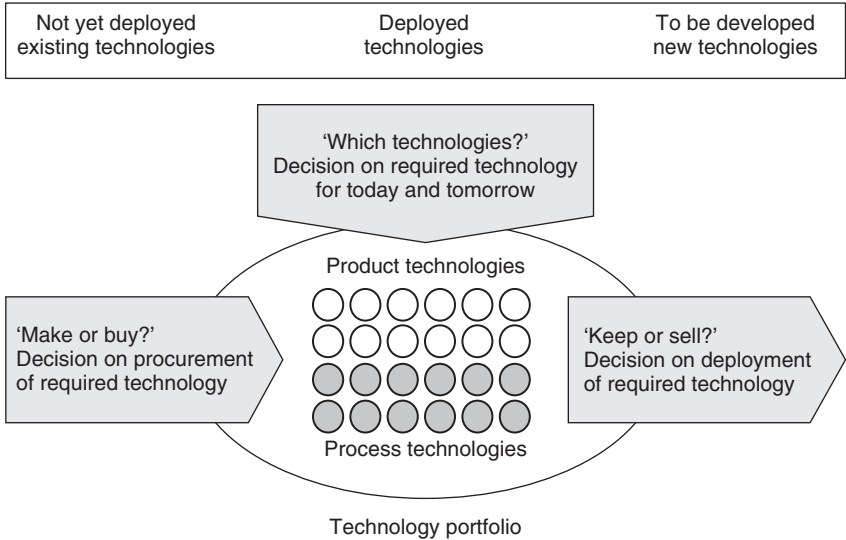 Not yet deployed
existing technologies
Deployed
technologies
To be developed
new technologies
‘Which technologies?’
Decision on required technology
for today and tomorrow
Product technologies
‘Make or buy?’
Decision on procurement
of required technology
‘Keep or sell?’
Decision on deployment
of required technology
Process technologies
Technology portfolio